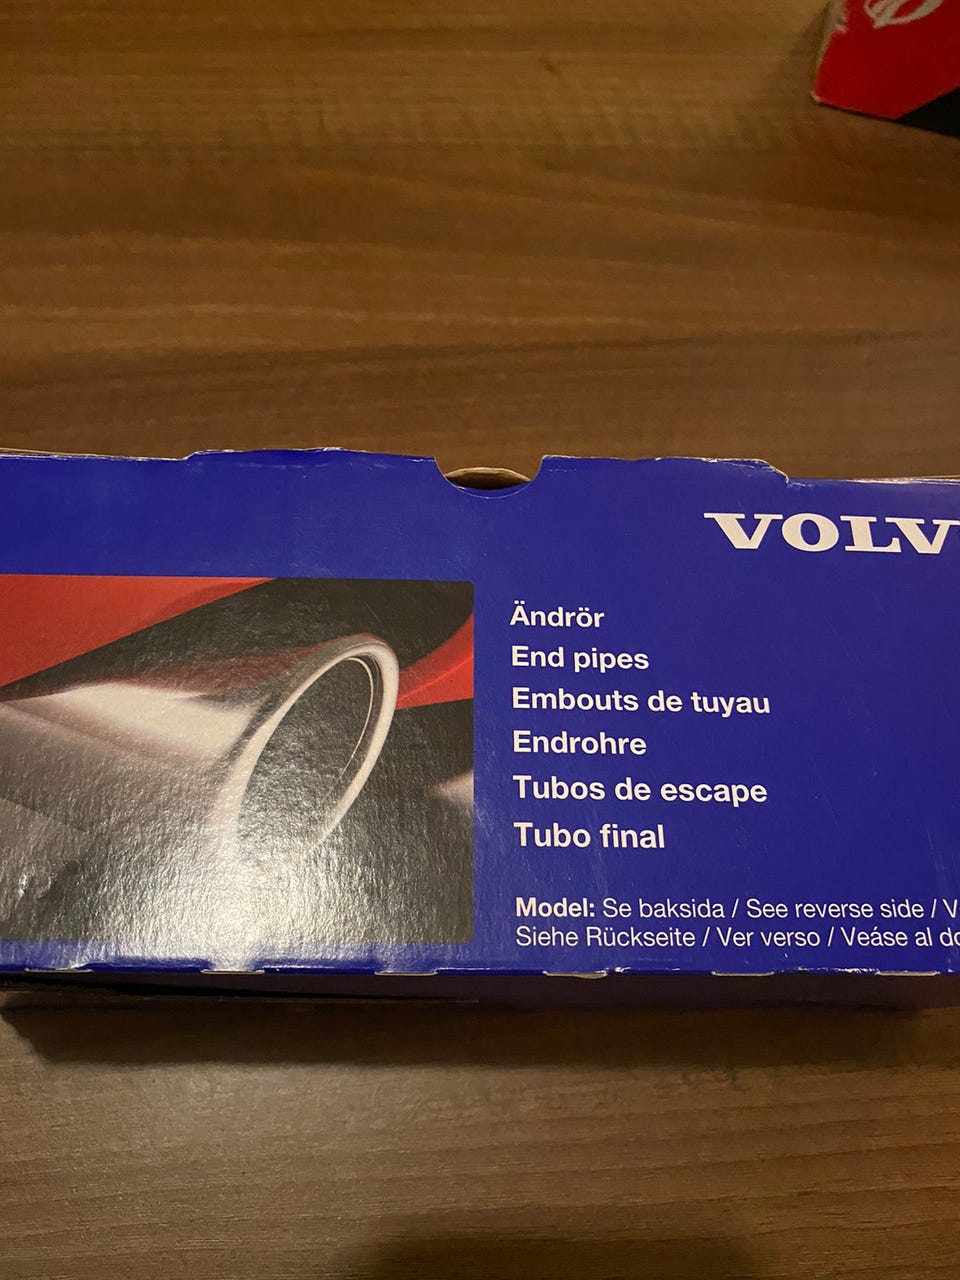 VOLV
Ändrör
End pipes
Embouts de tuyau
Endrohre
Tubos de escape
Tubo final
Model: Se baksida / See reverse side / V
Siehe Rückseite / Ver verso / Veáse al do